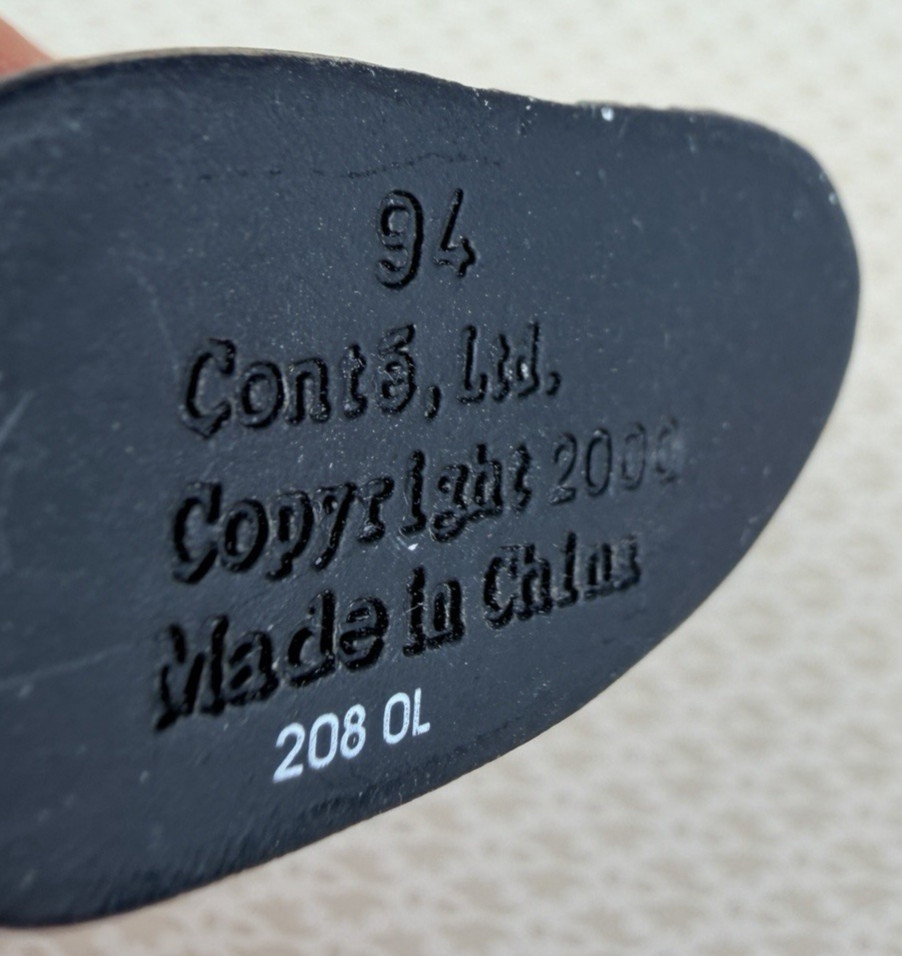 94
Conté, Ltd.
Copyright 2000
Made in China
208 OL